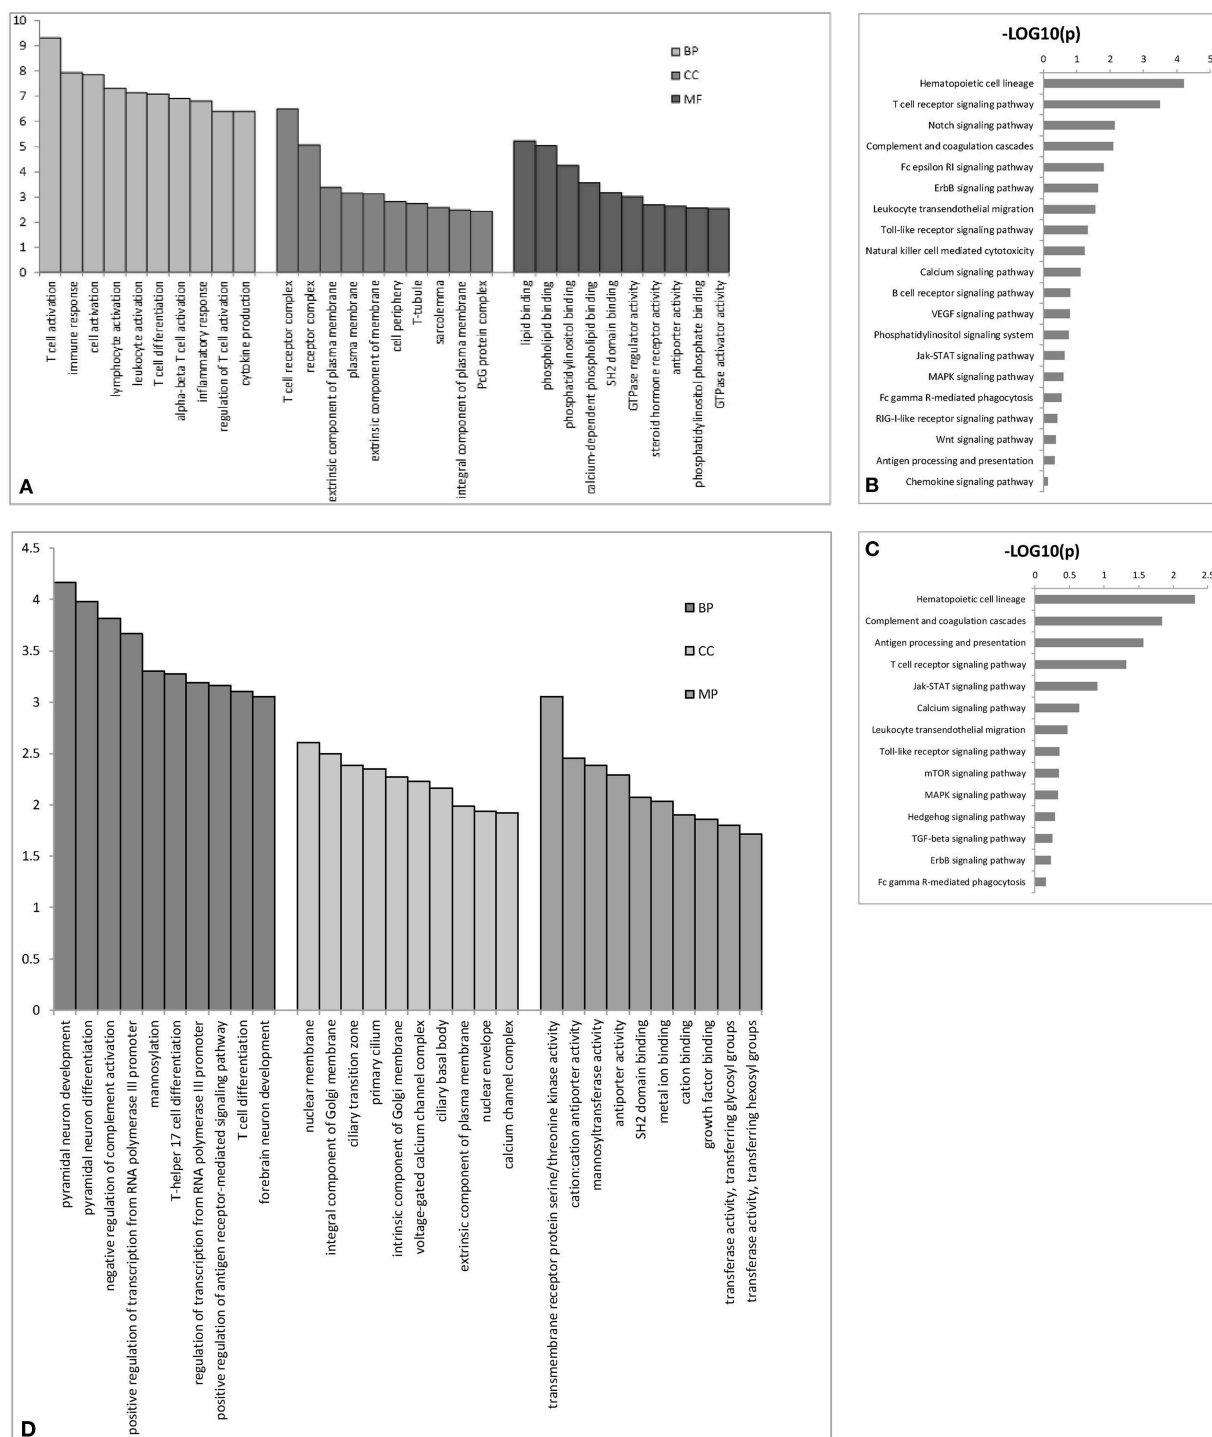 10
9
8
7
6
5
4
3
2
1
0
BP
CC
MF
T cell activation
immune response
cell activation
lymphocyte activation
leukocyte activation
T cell differentiation
alpha-beta T cell activation
inflammatory response
regulation of T cell activation
cytokine production
T cell receptor complex
receptor complex
extrinsic component of plasma membrane
plasma membrane
extrinsic component of membrane
cell periphery
T-tubule
sarcolemma
integral component of plasma membrane
PcG protein complex
lipid binding
phospholipid binding
phosphatidylinositol binding
calcium-dependent phospholipid binding
SH2 domain binding
GTPase regulator activity
steroid hormone receptor activity
antiporter activity
phosphatidylinositol phosphate binding
GTPase activator activity
A
-LOG10(p)
0 1 2 3 4 5
Hematopoietic cell lineage
T cell receptor signaling pathway
Notch signaling pathway
Complement and coagulation cascades
Fc epsilon RI signaling pathway
ErbB signaling pathway
Leukocyte transendothelial migration
Toll-like receptor signaling pathway
Natural killer cell mediated cytotoxicity
Calcium signaling pathway
B cell receptor signaling pathway
VEGF signaling pathway
Phosphatidylinositol signaling system
Jak-STAT signaling pathway
MAPK signaling pathway
Fc gamma R-mediated phagocytosis
RIG-I-like receptor signaling pathway
Wnt signaling pathway
Antigen processing and presentation
Chemokine signaling pathway
B
C
-LOG10(p)
0 0.5 1 1.5 2 2.5
Hematopoietic cell lineage
Complement and coagulation cascades
Antigen processing and presentation
T cell receptor signaling pathway
Jak-STAT signaling pathway
Calcium signaling pathway
Leukocyte transendothelial migration
Toll-like receptor signaling pathway
mTOR signaling pathway
MAPK signaling pathway
Hedgehog signaling pathway
TGF-beta signaling pathway
ErbB signaling pathway
Fc gamma R-mediated phagocytosis
4.5
4
3.5
3
2.5
2
1.5
1
0.5
0
BP
CC
MP
pyramidal neuron development
pyramidal neuron differentiation
negative regulation of complement activation
positive regulation of transcription from RNA polymerase III promoter
mannosylation
T-helper 17 cell differentiation
regulation of transcription from RNA polymerase III promoter
positive regulation of antigen receptor-mediated signaling pathway
T cell differentiation
forebrain neuron development
nuclear membrane
integral component of Golgi membrane
ciliary transition zone
primary cilium
intrinsic component of Golgi membrane
voltage-gated calcium channel complex
ciliary basal body
extrinsic component of plasma membrane
nuclear envelope
calcium channel complex
transmembrane receptor protein serine/threonine kinase activity
cation:cation antiporter activity
mannosyltransferase activity
antiporter activity
SH2 domain binding
metal ion binding
cation binding
growth factor binding
transferase activity, transferring glycosyl groups
transferase activity, transferring hexosyl groups
D